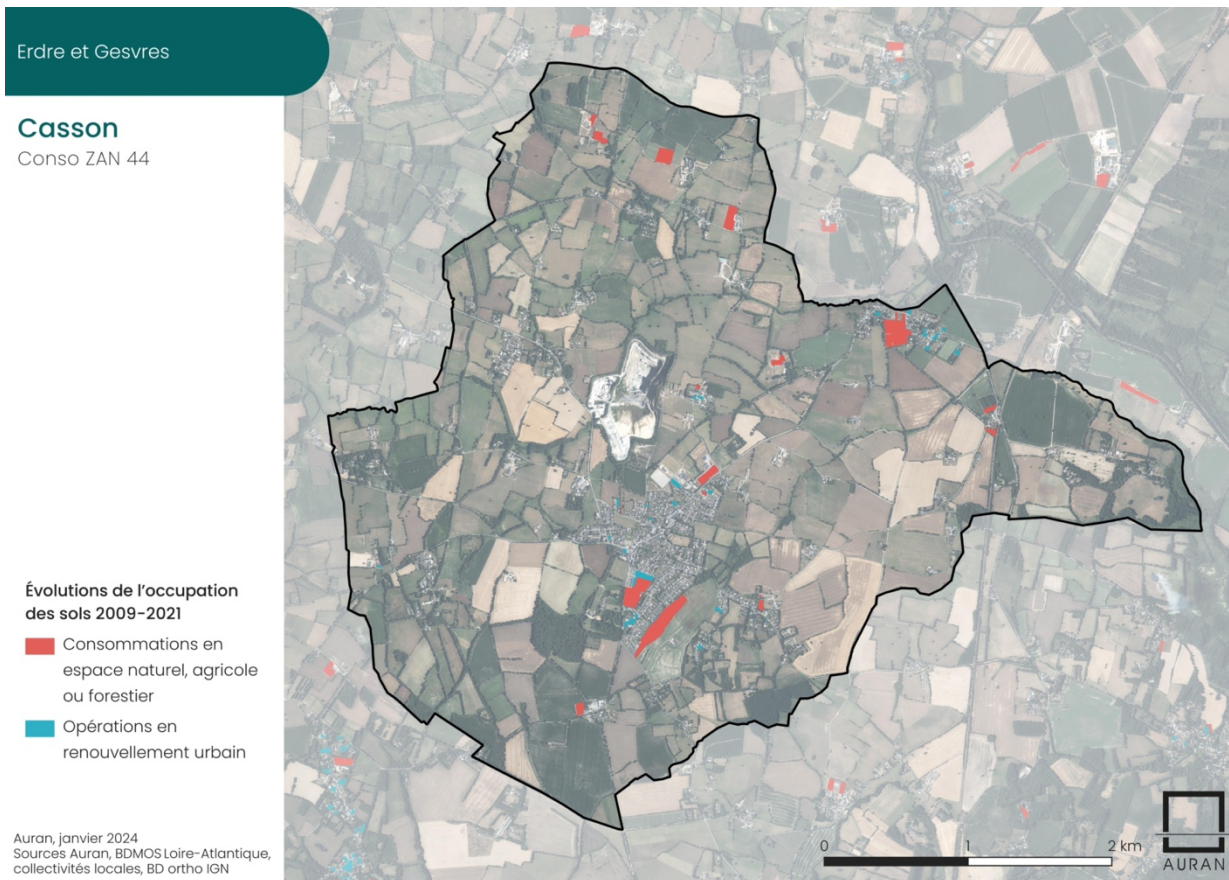 Erdre et Gesvres
Casson
Conso ZAN 44
Évolutions de l'occupation
des sols 2009-2021
Consommations en
espace naturel, agricole
ou forestier
Opérations en
renouvellement urbain
Auran, janvier 2024
Sources Auran, BDMOS Loire-Atlantique,
collectivités locales, BD ortho IGN
0 1 2 km
AURAN